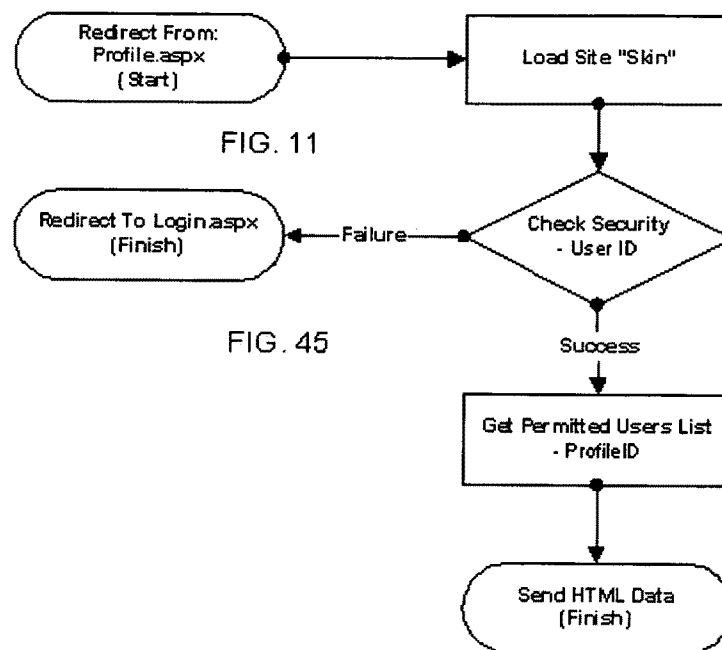 Redirect From:
Profile.aspx
(Start)
Load Site "Skin"
FIG. 11
Redirect To Login.aspx
(Finish)
Failure
Check Security
- User ID
FIG. 45
Success
Get Permitted Users List
- ProfileID
Send HTML Data
(Finish)